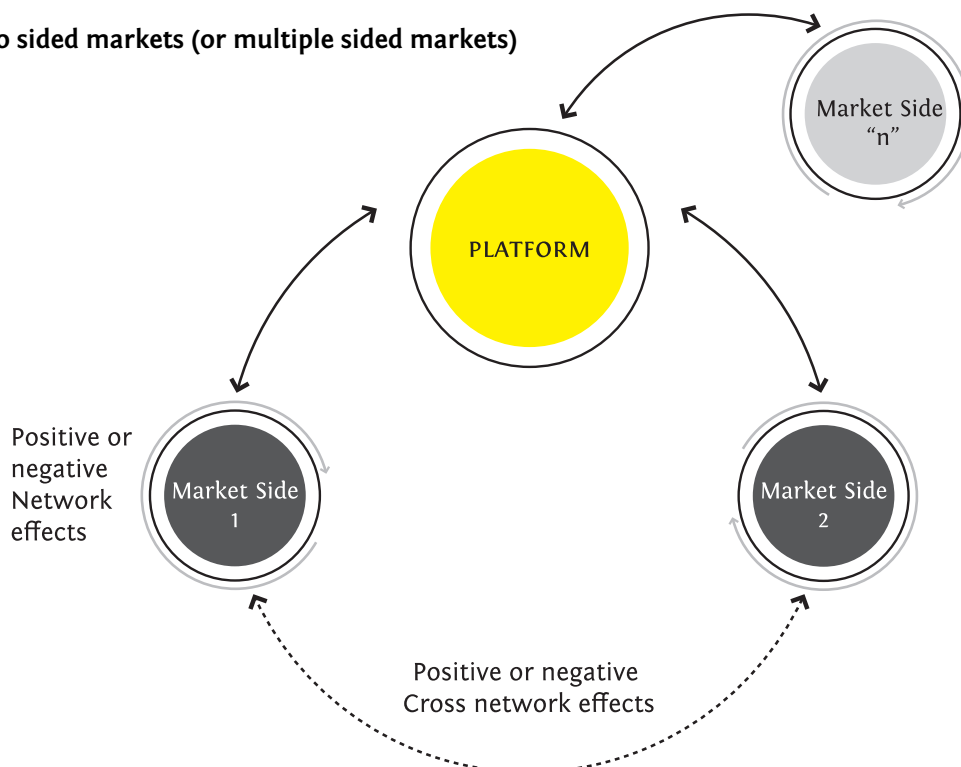 o sided markets (or multiple sided markets)
Market Side
“n”
PLATFORM
Positive or
negative
Network
effects
Market Side
1
Market Side
2
Positive or negative
Cross network effects